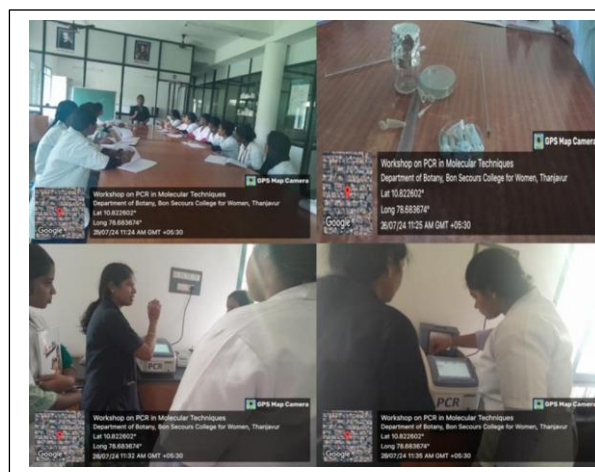 GPS Map Camera
Workshop on PCR in Molecular Techniques
Department of Botany, Bon Secours College for Women, Thanjavur
Lat 10.822602°
Long 78.683674°
Google
26/07/24 11:24 AM GMT +05:30
GPS Map Camera
Workshop on PCR in Molecular Techniques
Department of Botany, Bon Secours College for Women, Thanjavur
Lat 10.822602°
Long 78.683674°
Google
26/07/24 11:25 AM GMT +05:30
GPS Map Camera
Workshop on PCR in Molecular Techniques
Department of Botany, Bon Secours College for Women, Thanjavur
Lat 10.822602°
Long 78.683674°
Google
26/07/24 11:32 AM GMT +05:30
PCR
GPS Map Camera
Workshop on PCR in Molecular Techniques
Department of Botany, Bon Secours College for Women, Thanjavur
Lat 10.822602°
Long 78.683674°
Google
26/07/24 11:35 AM GMT +05:30